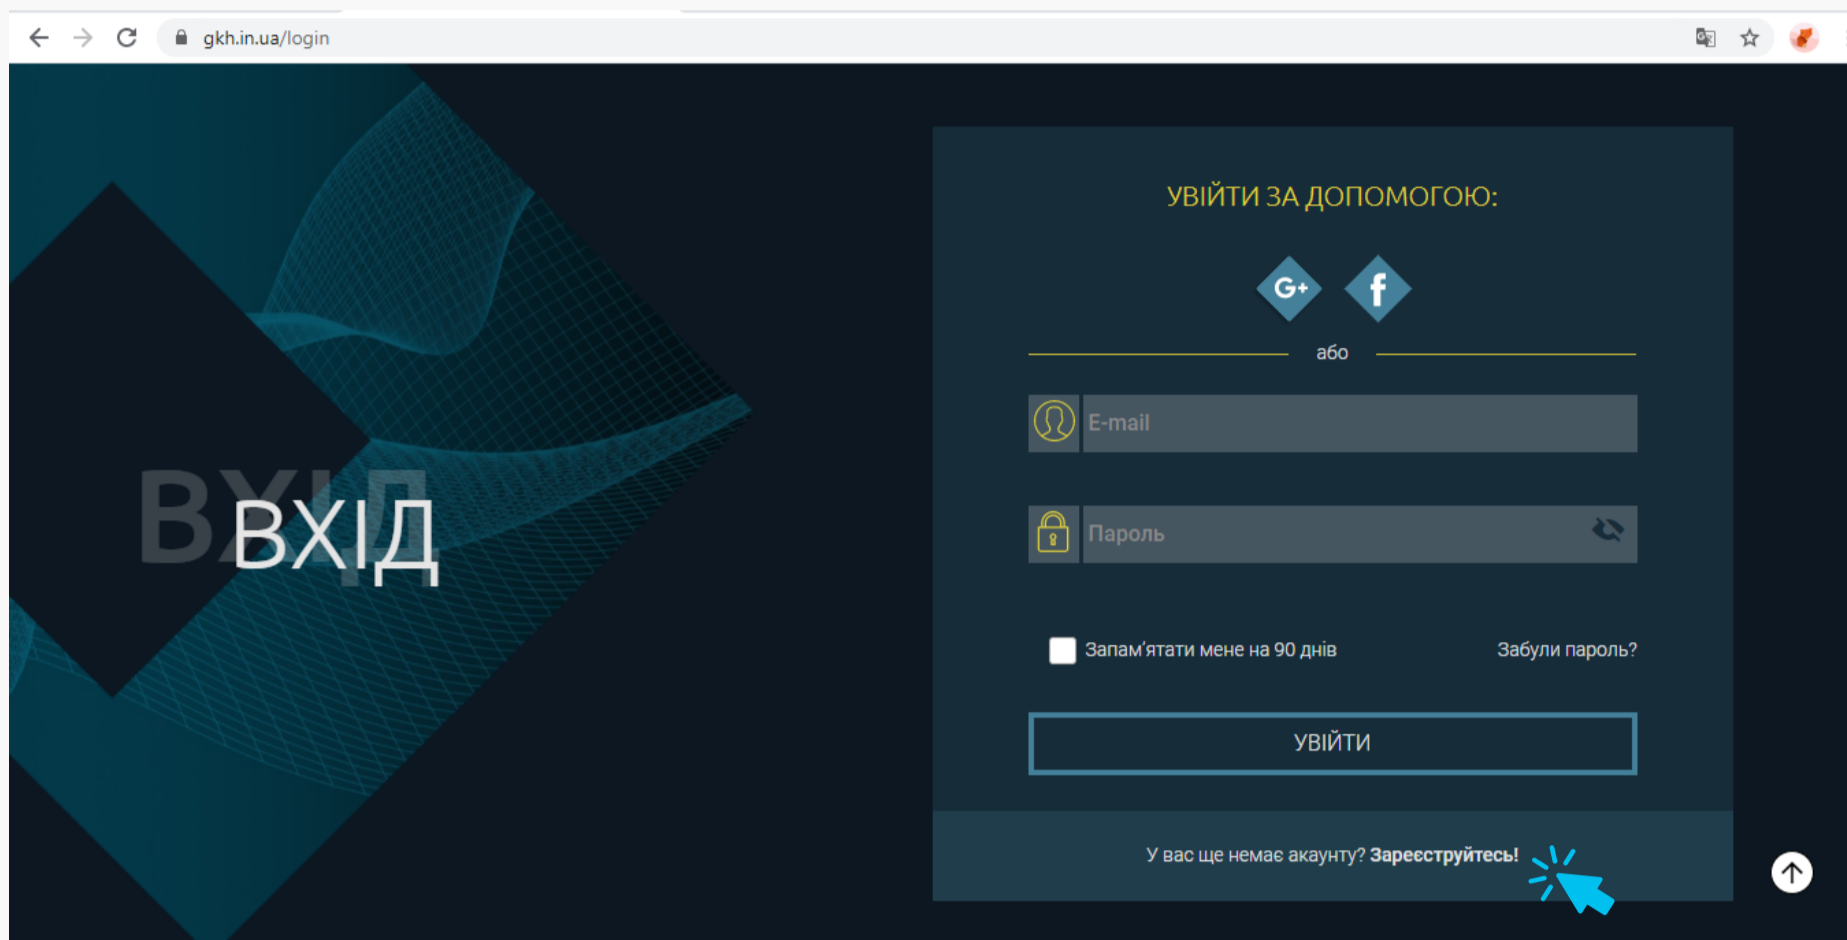 gkh.in.ua/login
УВІЙТИ ЗА ДОПОМОГОЮ:
G+ f
або
E-mail
ВХІД
ВХІД
Пароль
Запам'ятати мене на 90 днів
Забули пароль?
УВІЙТИ
У вас ще немає акаунту? Зареєструйтесь!